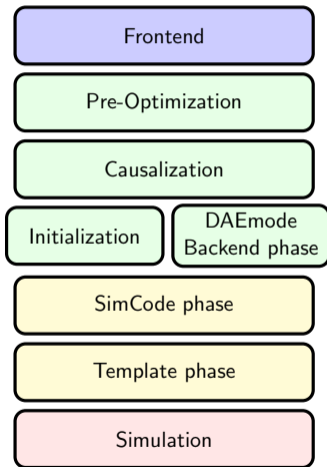 Frontend
Pre-Optimization
Causalization
Initialization
DAEmode
Backend phase
SimCode phase
Template phase
Simulation